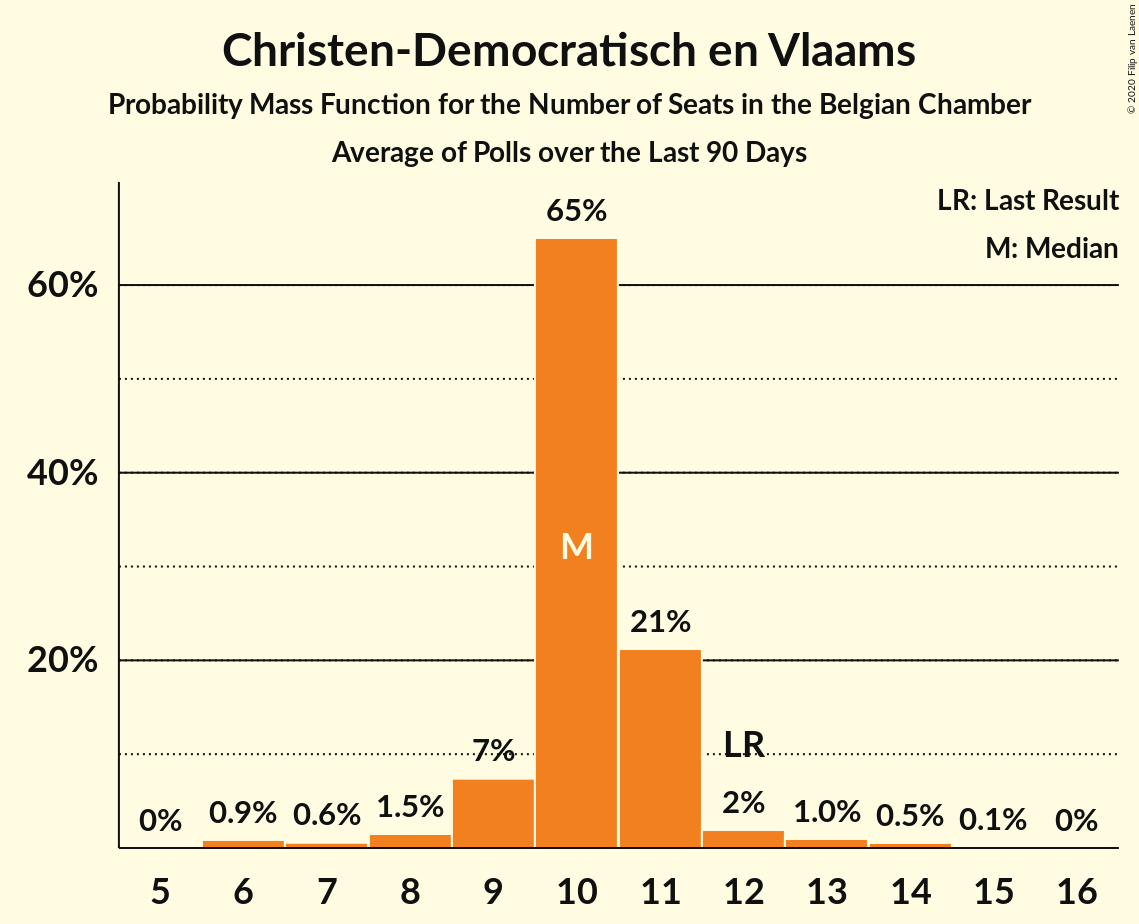 Christen-Democratisch en Vlaams
Probability Mass Function for the Number of Seats in the Belgian Chamber
Average of Polls over the Last 90 Days
© 2020 Filip van Laenen
LR: Last Result
M: Median
60%
40%
20%
0%
0.9%
0.6%
1.5%
7%
65%
M
21%
LR
2%
1.0%
0.5%
0.1%
0%
5 6 7 8 9 10 11 12 13 14 15 16